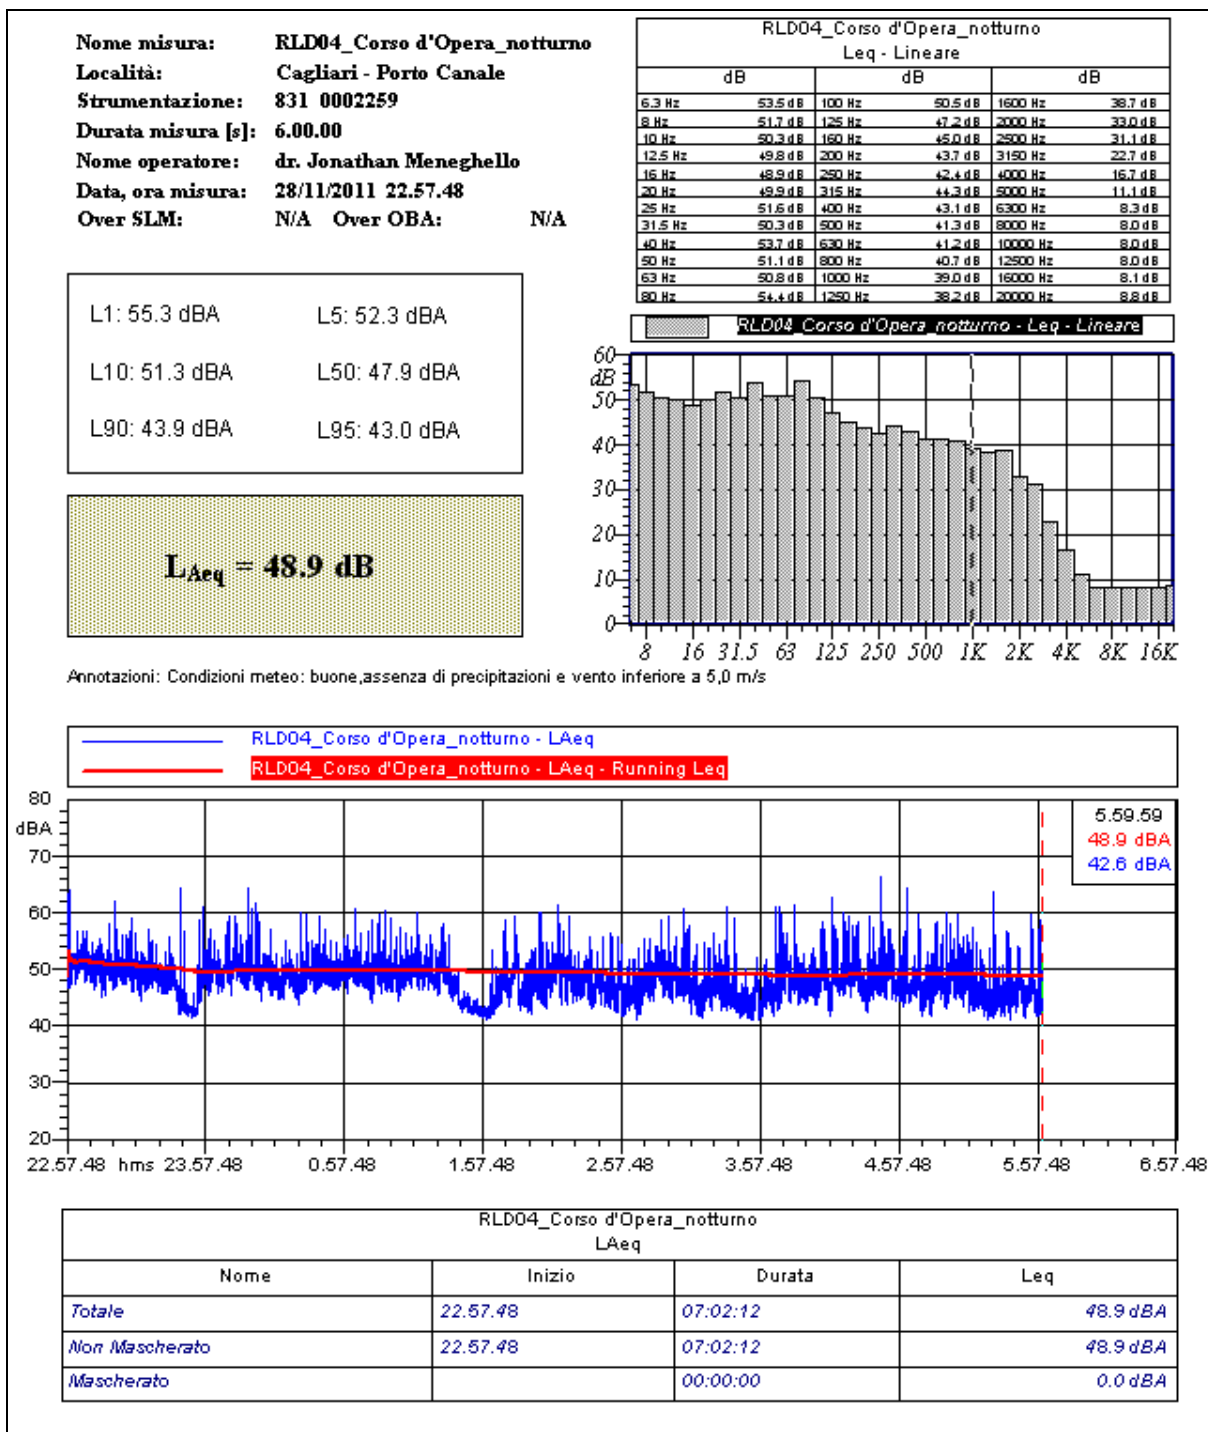 Nome misura: RLD04_Corso d'Opera_notturno
Località: Cagliari - Porto Canale
Strumentazione: 831 0002259
Durata misura [s]: 6.00.00
Nome operatore: dr. Jonathan Meneghello
Data, ora misura: 28/11/2011 22.57.48
Over SLM: N/A Over OBA: N/A
RLD04_Corso d'Opera_notturno
Leq - Lineare
dB dB dB
6.3 Hz 53.5 dB 100 Hz 50.5 dB 1600 Hz 38.7 dB
8 Hz 51.7 dB 125 Hz 47.2 dB 2000 Hz 33.0 dB
10 Hz 50.3 dB 160 Hz 45.0 dB 2500 Hz 31.1 dB
12.5 Hz 49.8 dB 200 Hz 43.7 dB 3150 Hz 22.7 dB
16 Hz 48.9 dB 250 Hz 42.4 dB 4000 Hz 16.7 dB
20 Hz 49.9 dB 315 Hz 44.3 dB 5000 Hz 11.1 dB
25 Hz 51.6 dB 400 Hz 43.1 dB 6300 Hz 8.3 dB
31.5 Hz 50.3 dB 500 Hz 41.3 dB 8000 Hz 8.0 dB
40 Hz 53.7 dB 630 Hz 41.2 dB 10000 Hz 8.0 dB
50 Hz 51.1 dB 800 Hz 40.7 dB 12500 Hz 8.0 dB
63 Hz 50.8 dB 1000 Hz 39.0 dB 16000 Hz 8.1 dB
80 Hz 54.4 dB 1250 Hz 38.2 dB 20000 Hz 8.8 dB
L1: 55.3 dBA L5: 52.3 dBA
L10: 51.3 dBA L50: 47.9 dBA
L90: 43.9 dBA L95: 43.0 dBA
LAeq = 48.9 dB
RLD04_Corso d'Opera_notturno - Leq - Lineare
60
dB
50
40
30
20
10
0
8 16 31.5 63 125 250 500 1K 2K 4K 8K 16K
Annotazioni: Condizioni meteo: buone,assenza di precipitazioni e vento inferiore a 5,0 m/s
RLD04_Corso d'Opera_notturno - LAeq
RLD04_Corso d'Opera_notturno - LAeq - Running Leq
80
dBA
70
60
50
40
30
20
5.59.59
48.9 dBA
42.6 dBA
22.57.48 hms 23.57.48 0.57.48 1.57.48 2.57.48 3.57.48 4.57.48 5.57.48 6.57.48
RLD04_Corso d'Opera_notturno
LAeq
Nome Inizio Durata Leq
Totale 22.57.48 07:02:12 48.9 dBA
Non Mascherato 22.57.48 07:02:12 48.9 dBA
Mascherato 00:00:00 0.0 dBA